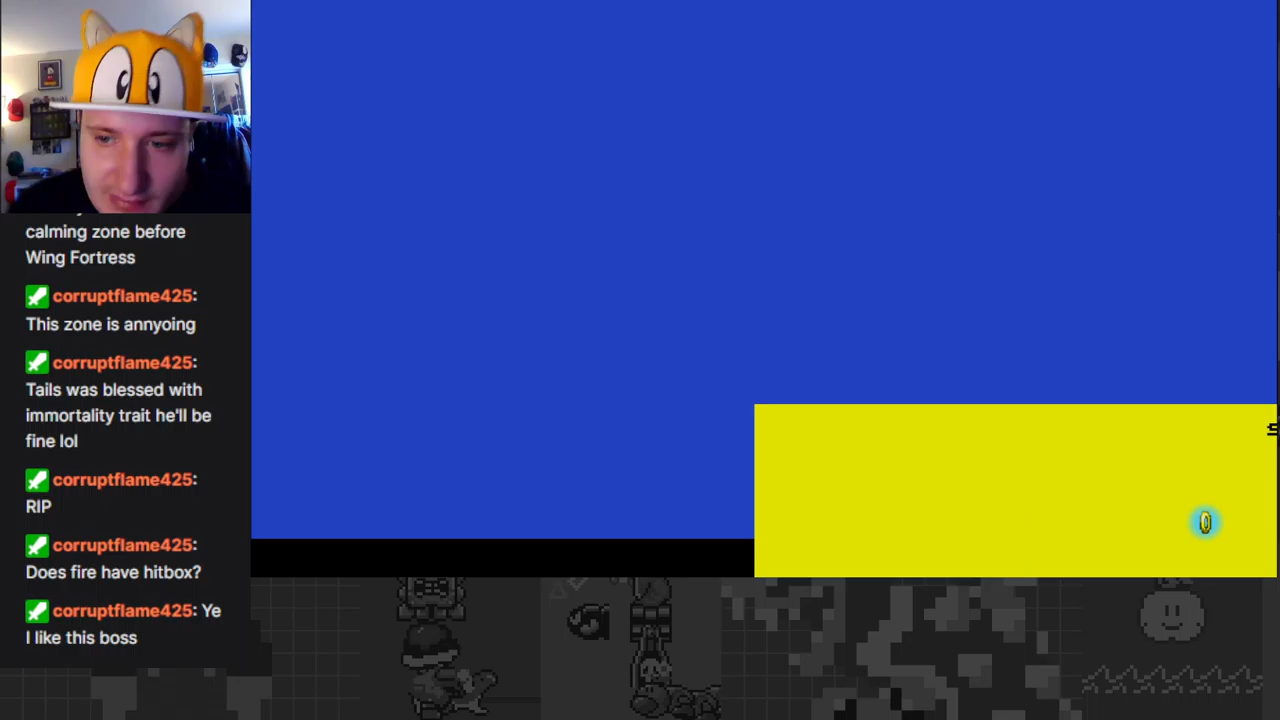 calming zone before
Wing Fortress
corruptflame425:
This zone is annyoing
corruptflame425:
Tails was blessed with
immortality trait he'll be
fine lol
corruptflame425:
RIP
corruptflame425:
Does fire have hitbox?
corruptflame425: Ye
I like this boss